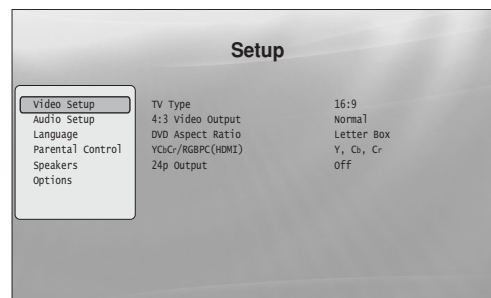 Setup
Video Setup
Audio Setup
Language
Parental Control
Speakers
Options
TV Type 16:9
4:3 Video Output Normal
DVD Aspect Ratio Letter Box
YCbCr/RGBPC(HDMI) Y, Cb, Cr
24p Output Off